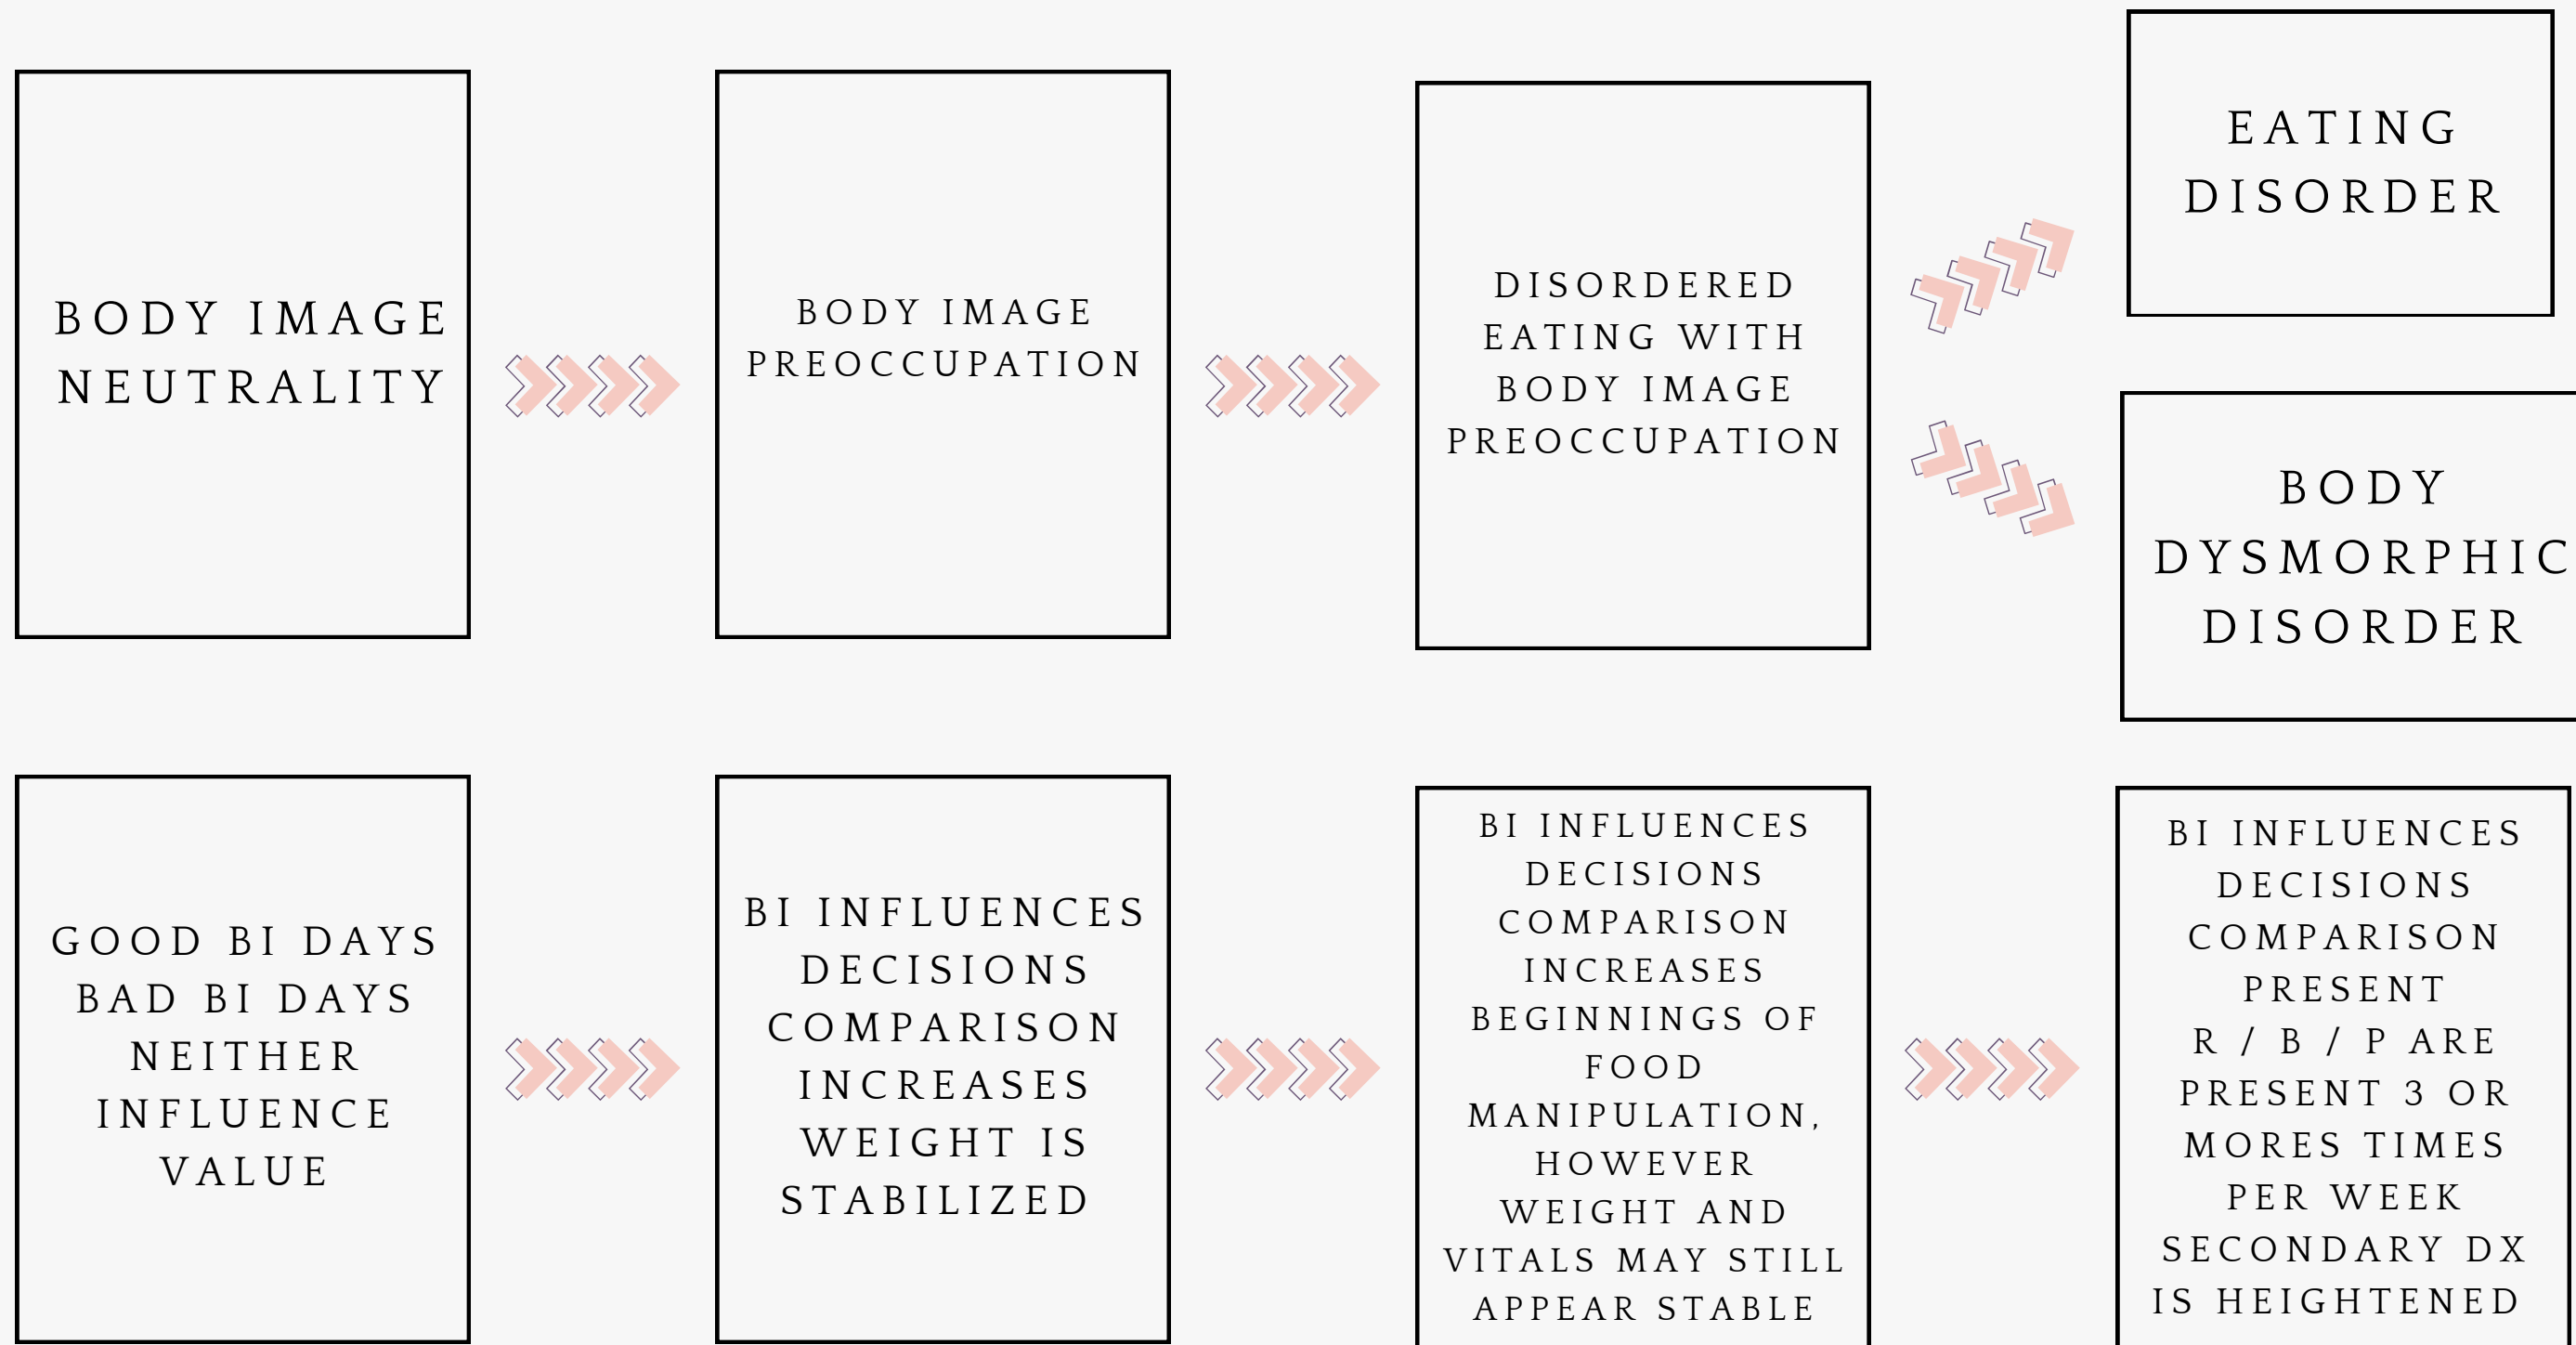 BODY IMAGE
NEUTRALITY
BODY IMAGE
PREOCCUPATION
DISORDERED
EATING WITH
BODY IMAGE
PREOCCUPATION
EATING
DISORDER
BODY
DYSMORPHIC
DISORDER
GOOD BI DAYS
BAD BI DAYS
NEITHER
INFLUENCE
VALUE
BI INFLUENCES
DECISIONS
COMPARISON
INCREASES
WEIGHT IS
STABILIZED
BI INFLUENCES
DECISIONS
COMPARISON
INCREASES
BEGINNINGS OF
FOOD
MANIPULATION,
HOWEVER
WEIGHT AND
VITALS MAY STILL
APPEAR STABLE
BI INFLUENCES
DECISIONS
COMPARISON
PRESENT
R / B / P ARE
PRESENT 3 OR
MORES TIMES
PER WEEK
SECONDARY DX
IS HEIGHTENED